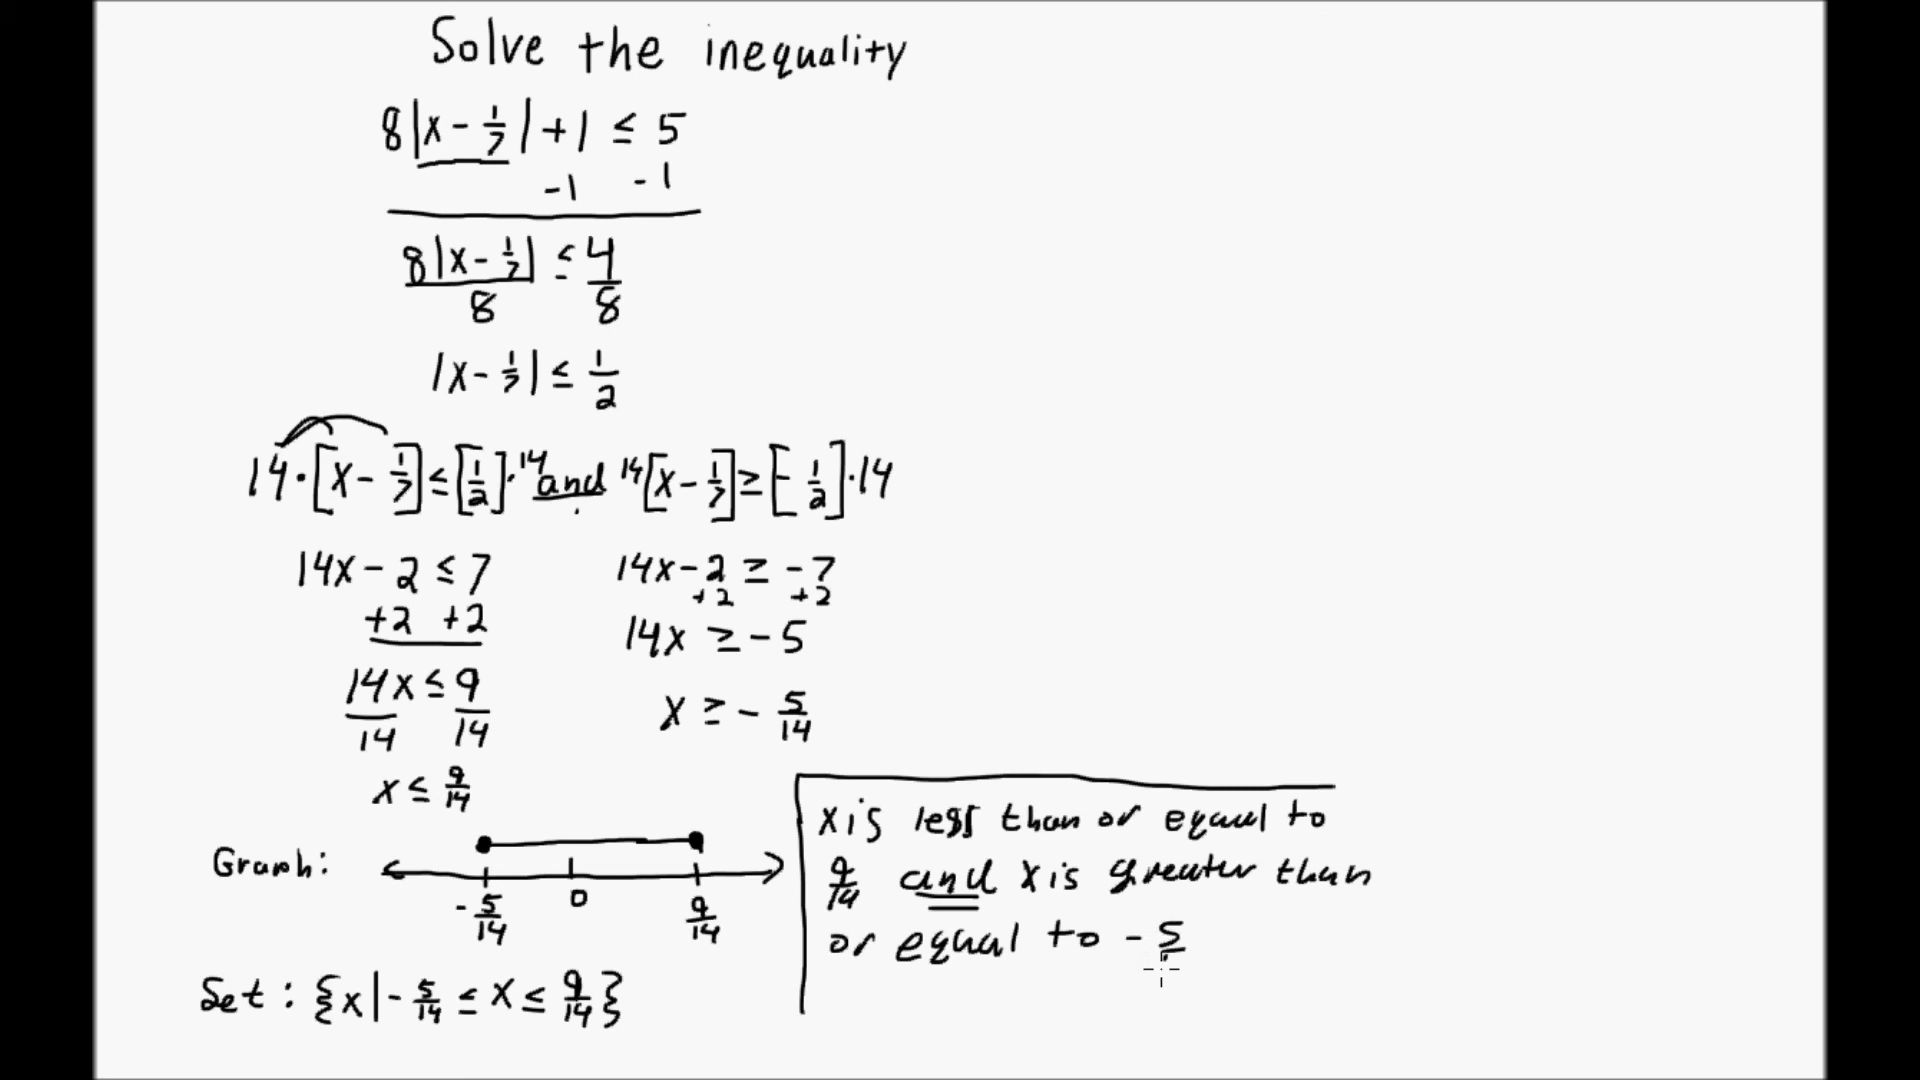 Solve the inequality
8|x - 1/7| + 1 ≤ 5
-1 -1
8|x - 1/7| ≤ 4
8 8
|x - 1/7| ≤ 1/2
14·[x - 1/7] ≤ [1/2]·14 and 14[x - 1/7] ≥ [- 1/2]·14
14x - 2 ≤ 7
+2 +2
14x ≤ 9
14 14
x ≤ 9/14
14x - 2 ≥ -7
+2 +2
14x ≥ -5
x ≥ - 5/14
Graph:
- 5/14 0 9/14
Set: {x | - 5/14 ≤ x ≤ 9/14}
x is less than or equal to
9/14 and x is greater than
or equal to - 5